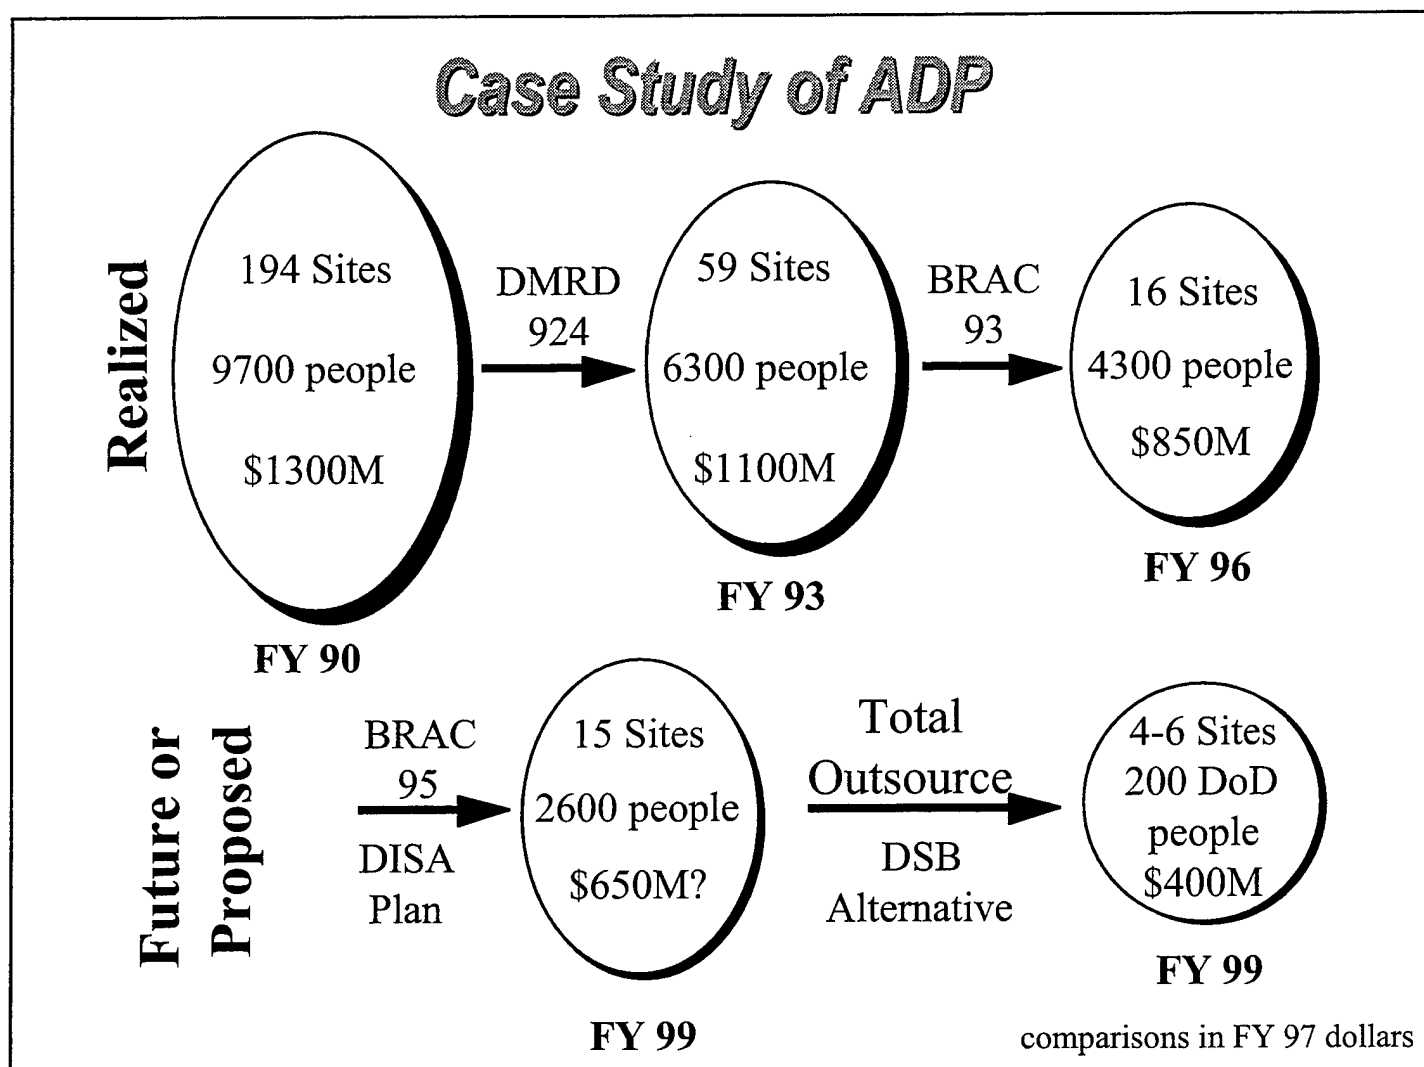 Case Study of ADP
Realized
194 Sites
9700 people
$1300M
FY 90
DMRD
924
59 Sites
6300 people
$1100M
FY 93
BRAC
93
16 Sites
4300 people
$850M
FY 96
Future or
Proposed
BRAC
95
DISA
Plan
15 Sites
2600 people
$650M?
FY 99
Total
Outsource
DSB
Alternative
4-6 Sites
200 DoD
people
$400M
FY 99
comparisons in FY 97 dollars